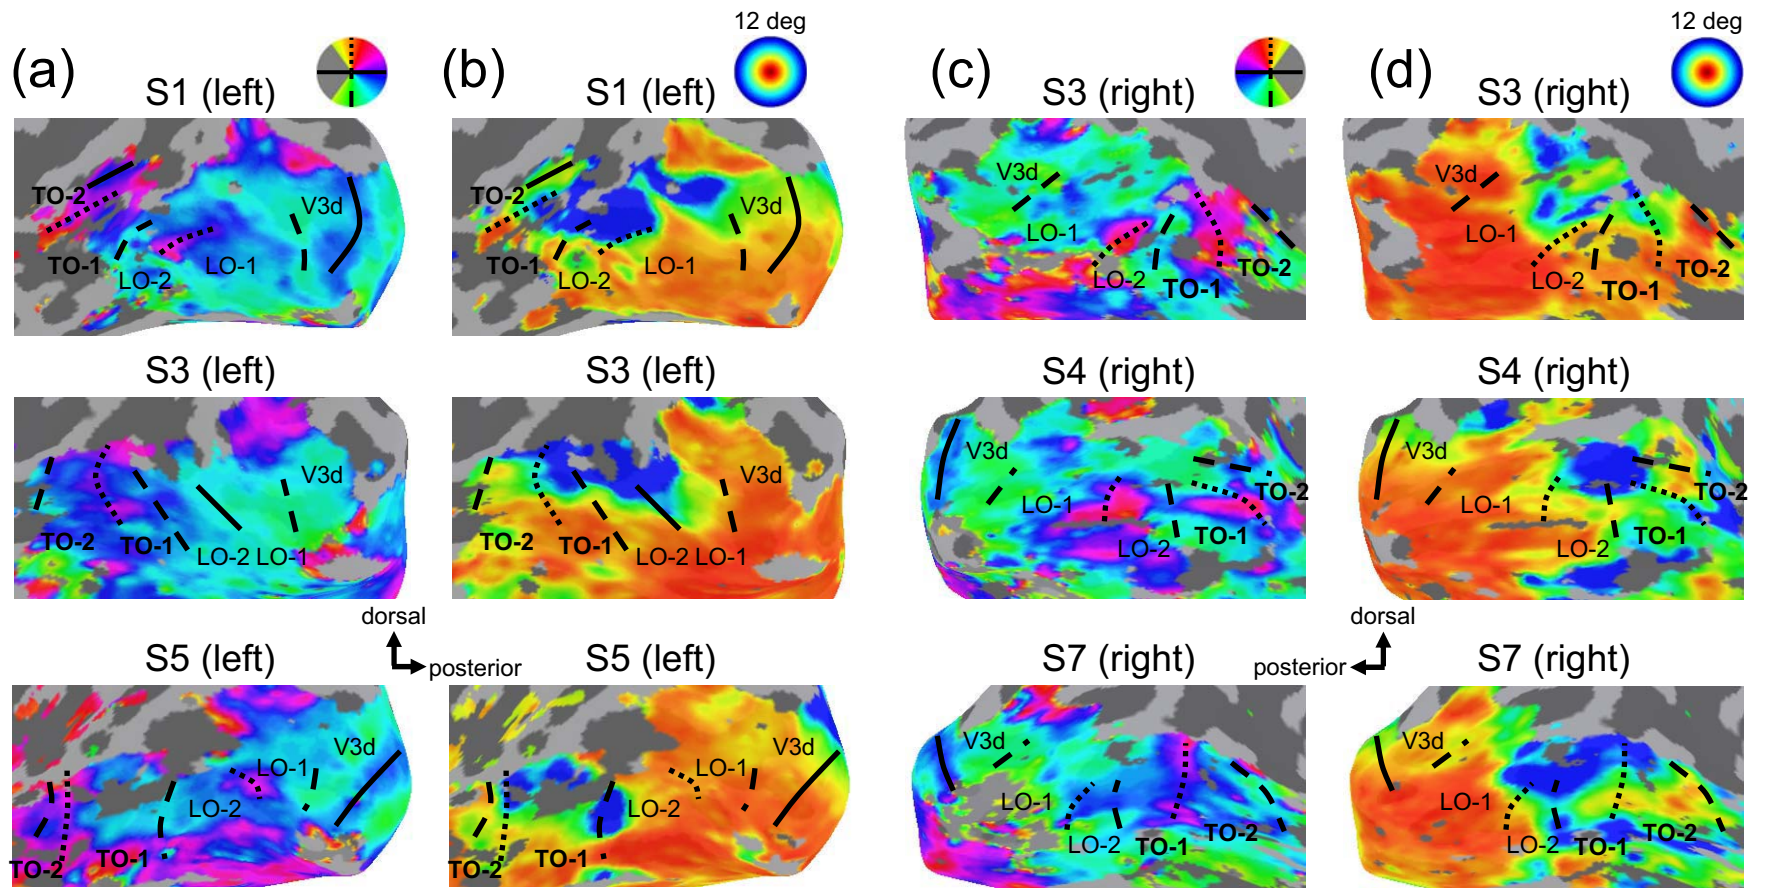 12 deg
12 deg
(a)
(b)
(c)
(d)
S1 (left)
S1 (left)
S3 (right)
S3 (right)
TO-2
V3d
TO-1
LO-2
LO-1
TO-2
V3d
TO-1
LO-2
LO-1
V3d
LO-1
LO-2
TO-1
TO-2
V3d
LO-1
LO-2
TO-1
TO-2
S3 (left)
S3 (left)
S4 (right)
S4 (right)
V3d
TO-2
TO-1
LO-2
LO-1
V3d
TO-2
TO-1
LO-2
LO-1
V3d
LO-1
TO-2
LO-2
TO-1
V3d
LO-1
TO-2
LO-2
TO-1
dorsal
posterior
dorsal
posterior
S5 (left)
S5 (left)
S7 (right)
S7 (right)
V3d
LO-1
LO-2
TO-1
TO-2
V3d
LO-1
LO-2
TO-1
TO-2
V3d
LO-1
LO-2
TO-1
TO-2
V3d
LO-1
LO-2
TO-1
TO-2